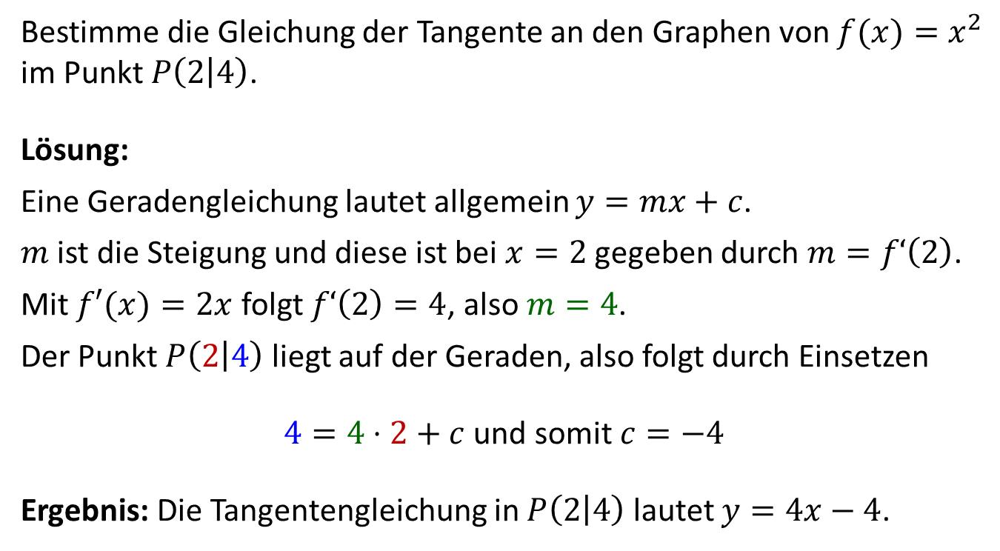 Bestimme die Gleichung der Tangente an den Graphen von f(x) = x²
im Punkt P(2|4).
Lösung:
Eine Geradengleichung lautet allgemein y = mx + c.
m ist die Steigung und diese ist bei x = 2 gegeben durch m = f‘(2).
Mit f′(x) = 2x folgt f‘(2) = 4, also m = 4.
Der Punkt P(2|4) liegt auf der Geraden, also folgt durch Einsetzen
4 = 4 · 2 + c und somit c = −4
Ergebnis: Die Tangentengleichung in P(2|4) lautet y = 4x − 4.